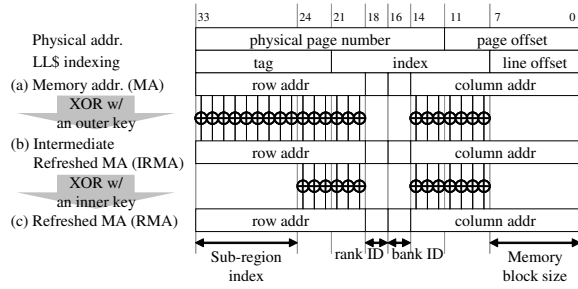 33 24 21 18 16 14 11 7 0
Physical addr. physical page number page offset
LL$ indexing tag index line offset
(a) Memory addr. (MA) row addr column addr
XOR w/
an outer key
(b) Intermediate
Refreshed MA (IRMA) row addr column addr
XOR w/
an inner key
(c) Refreshed MA (RMA) row addr column addr
Sub-region rank ID bank ID Memory
index block size